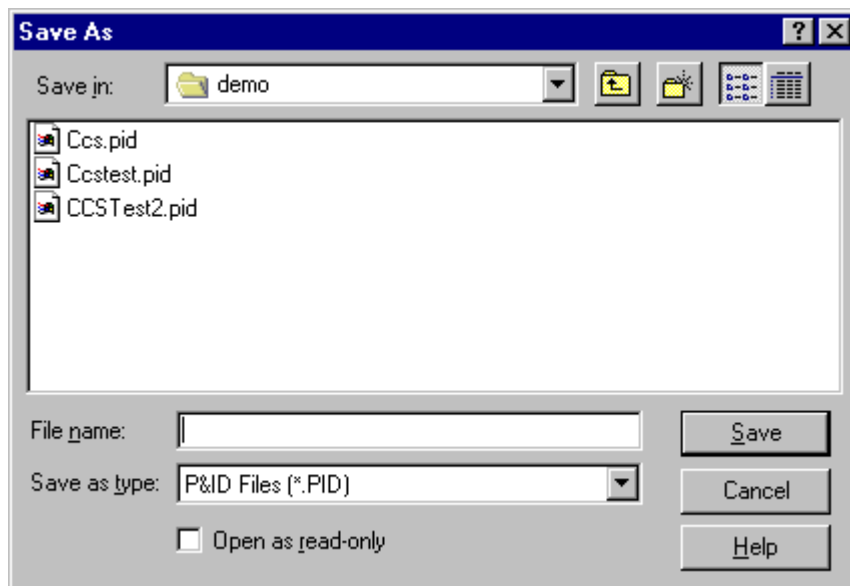 Save As
Save in: demo
Ccs.pid
Ccstest.pid
CCSTest2.pid
File name: Save
Save as type: P&ID Files (*.PID) Cancel
Open as read-only Help